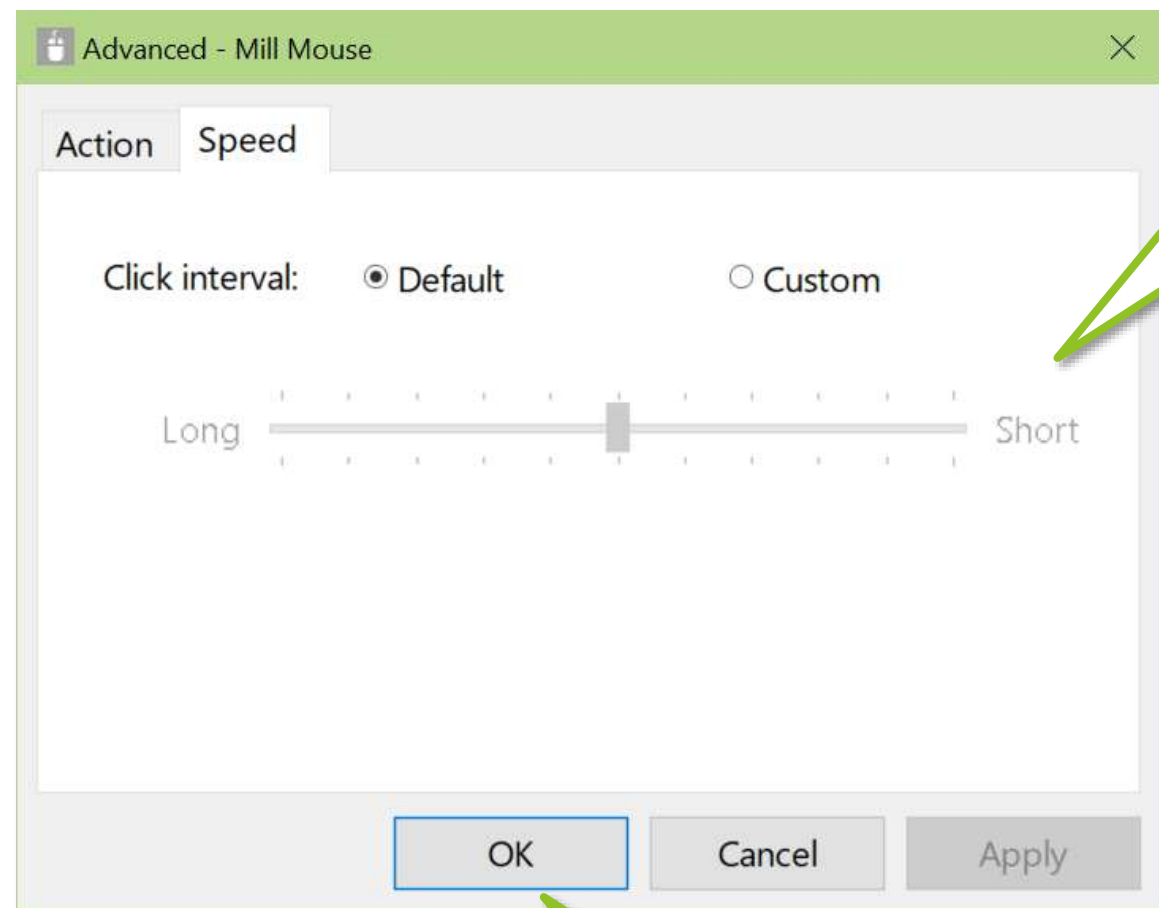 Advanced - Mill Mouse
Action Speed
Click interval: Default Custom
Long Short
OK Cancel Apply